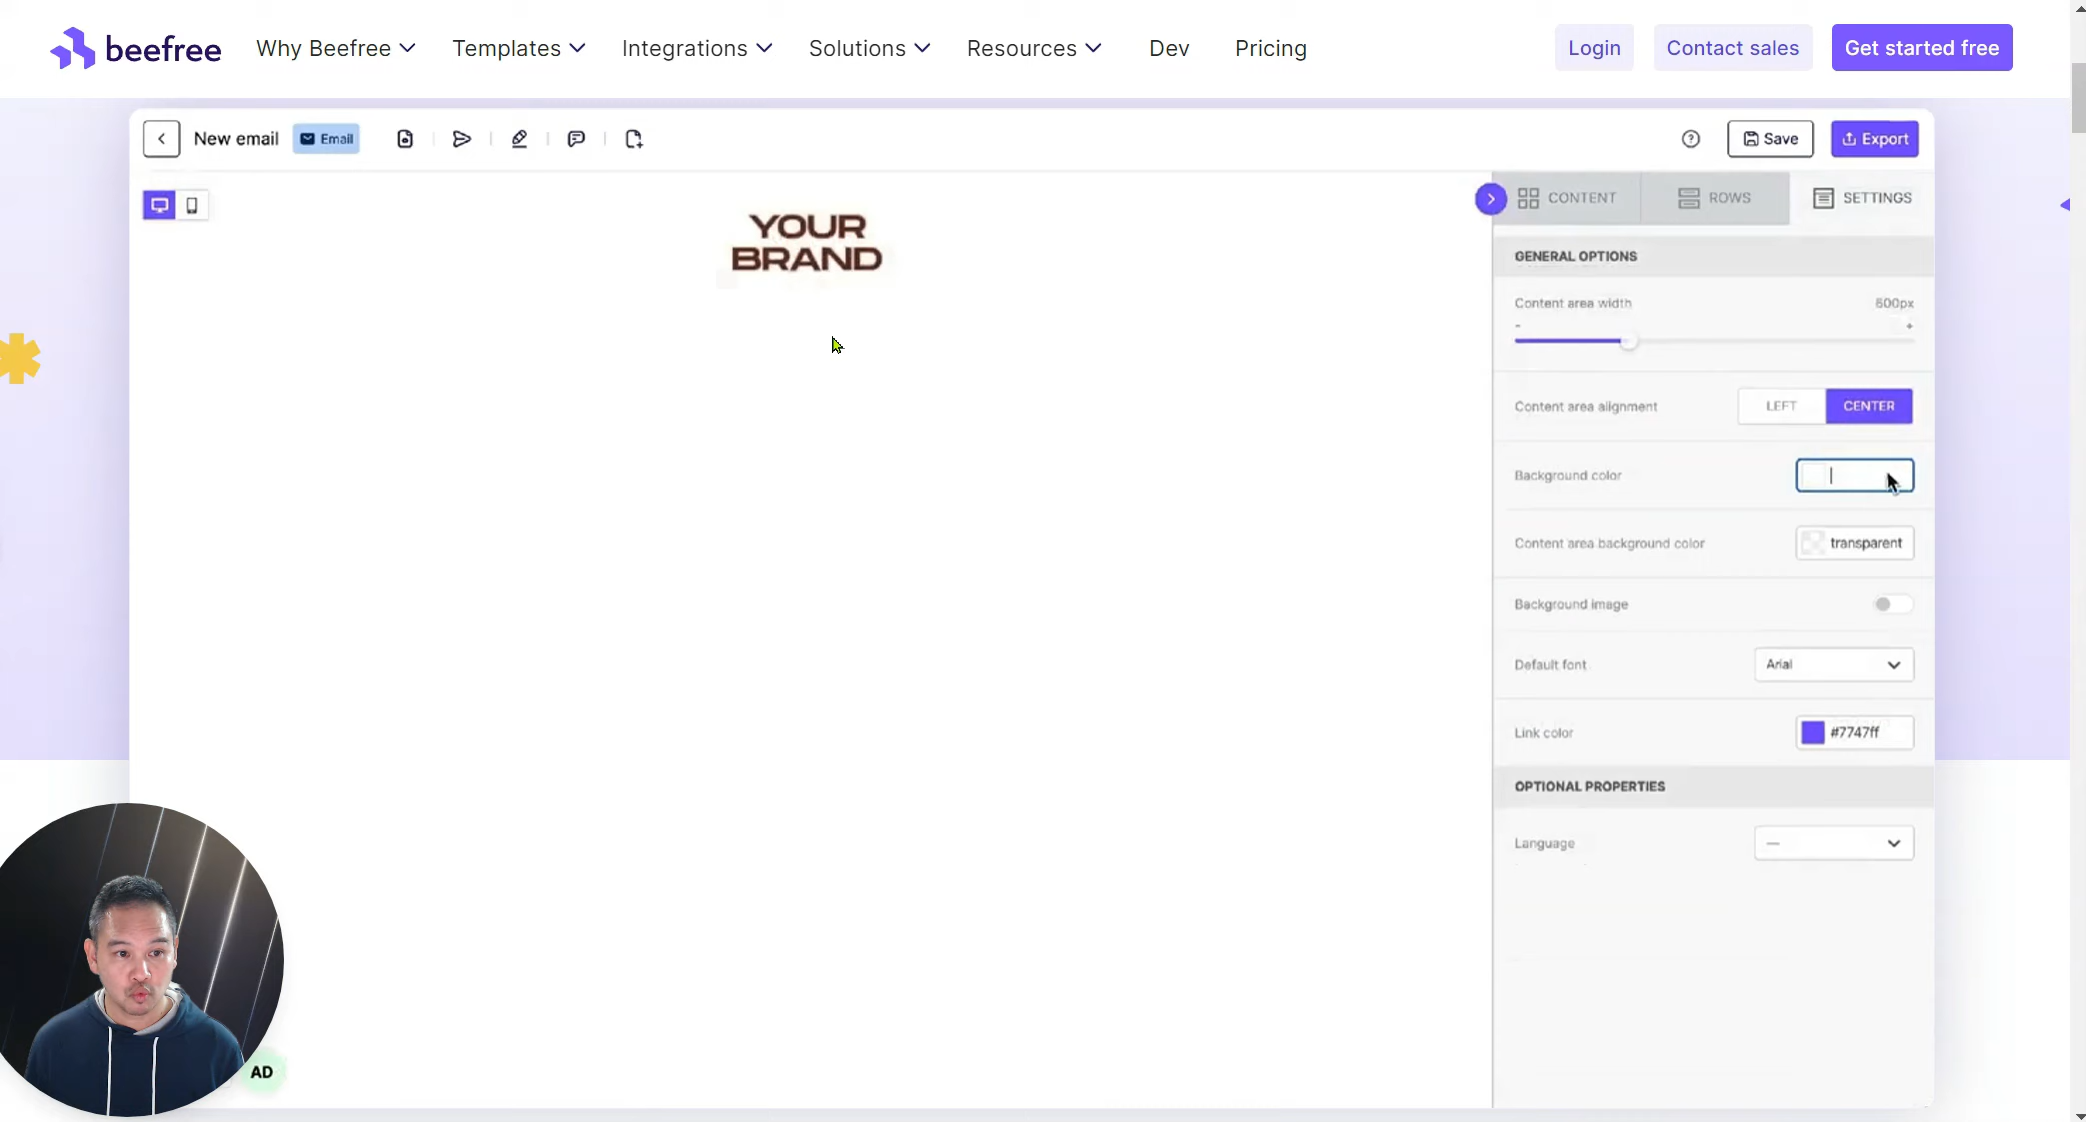 beefree
Why Beefree
Templates
Integrations
Solutions
Resources
Dev
Pricing
Login
Contact sales
Get started free
New email
Email
Save
Export
CONTENT
ROWS
SETTINGS
YOUR
BRAND
GENERAL OPTIONS
Content area width
600px
-
+
Content area alignment
LEFT
CENTER
Background color
Content area background color
transparent
Background image
Default font
Arial
Link color
#7747ff
OPTIONAL PROPERTIES
Language
—
AD